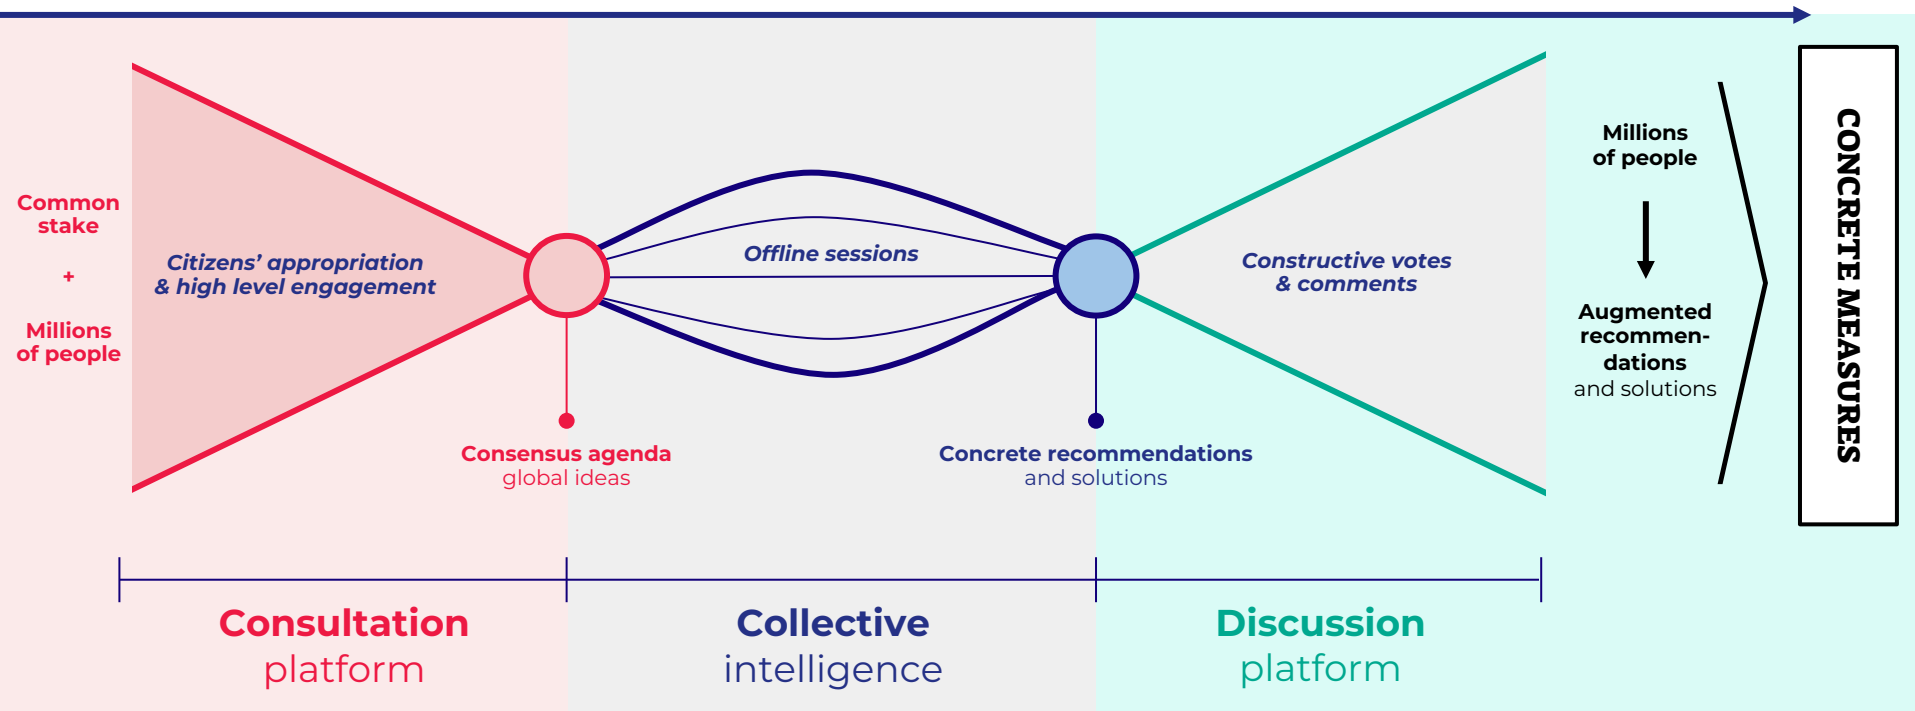 Common
stake
+
Millions
of people
Citizens’ appropriation
& high level engagement
Consensus agenda
global ideas
Offline sessions
Concrete recommendations
and solutions
Constructive votes
& comments
Millions
of people
Augmented
recommen-
dations
and solutions
CONCRETE MEASURES
Consultation
platform
Collective
intelligence
Discussion
platform